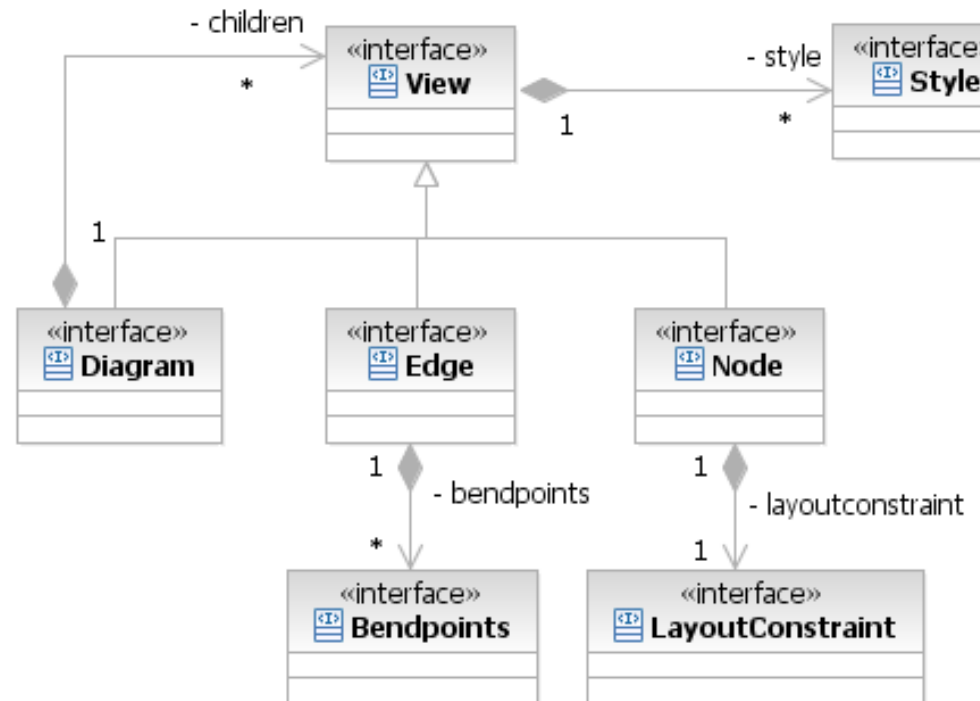 - children
*
«interface»
View
- style
1
*
«interface
Style
1
«interface»
Diagram
«interface»
Edge
«interface»
Node
1
- bendpoints
*
1
- layoutconstraint
1
«interface»
Bendpoints
«interface»
LayoutConstraint